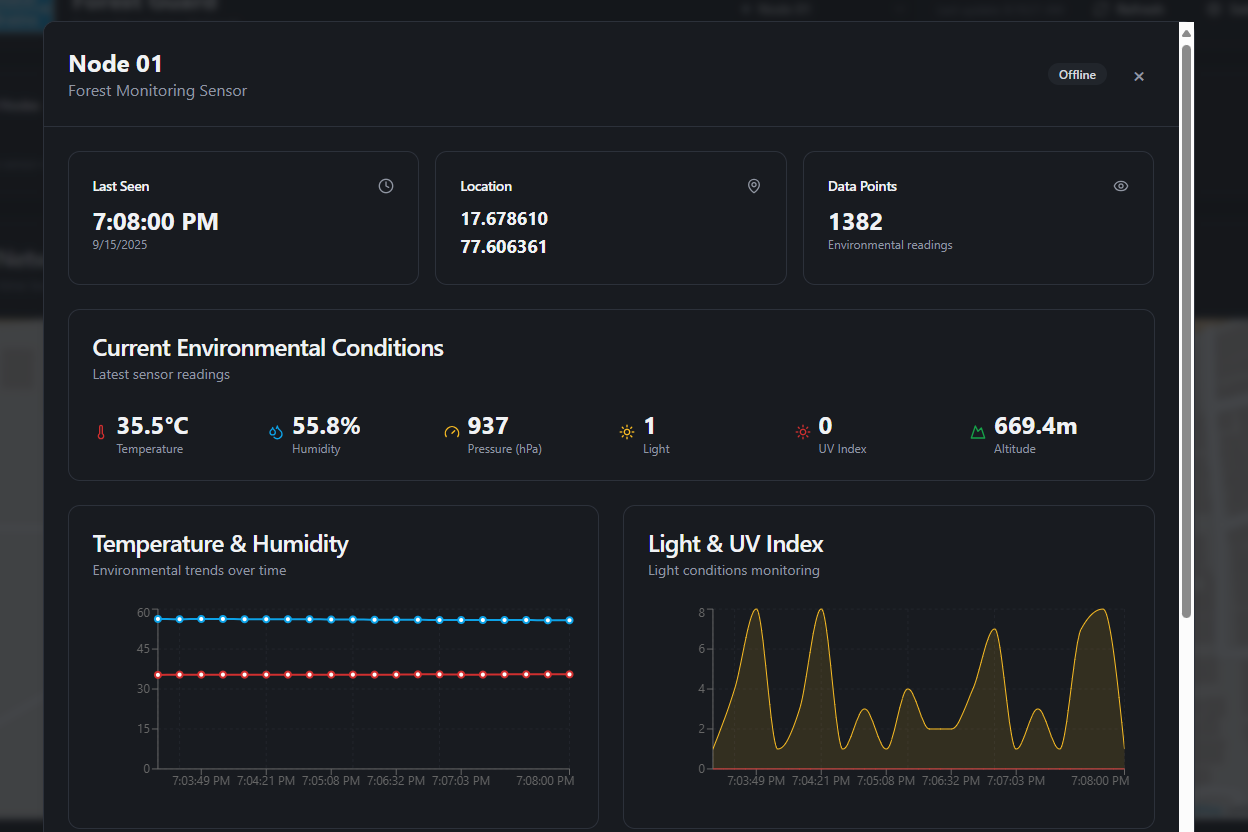 Node 01
Forest Monitoring Sensor
Offline
Last Seen
7:08:00 PM
9/15/2025
Location
17.678610
77.606361
Data Points
1382
Environmental readings
Current Environmental Conditions
Latest sensor readings
35.5°C
Temperature
55.8%
Humidity
937
Pressure (hPa)
1
Light
0
UV Index
669.4m
Altitude
Temperature & Humidity
Environmental trends over time
60
45
30
15
0
7:03:49 PM 7:04:21 PM 7:05:08 PM 7:06:32 PM 7:07:03 PM 7:08:00 PM
Light & UV Index
Light conditions monitoring
8
6
4
2
0
7:03:49 PM 7:04:21 PM 7:05:08 PM 7:06:32 PM 7:07:03 PM 7:08:00 PM